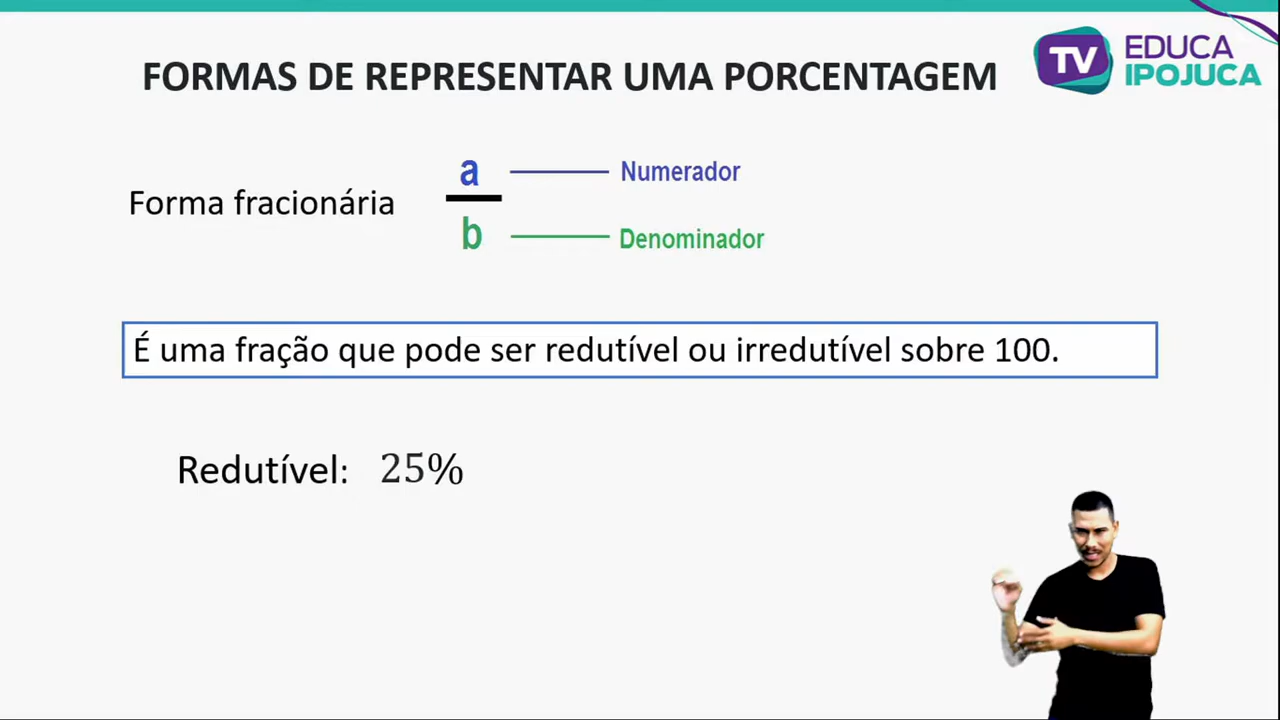 FORMAS DE REPRESENTAR UMA PORCENTAGEM
TV EDUCA
IPOJUCA
a Numerador
Forma fracionária
b Denominador
É uma fração que pode ser redutível ou irredutível sobre 100.
Redutível: 25%